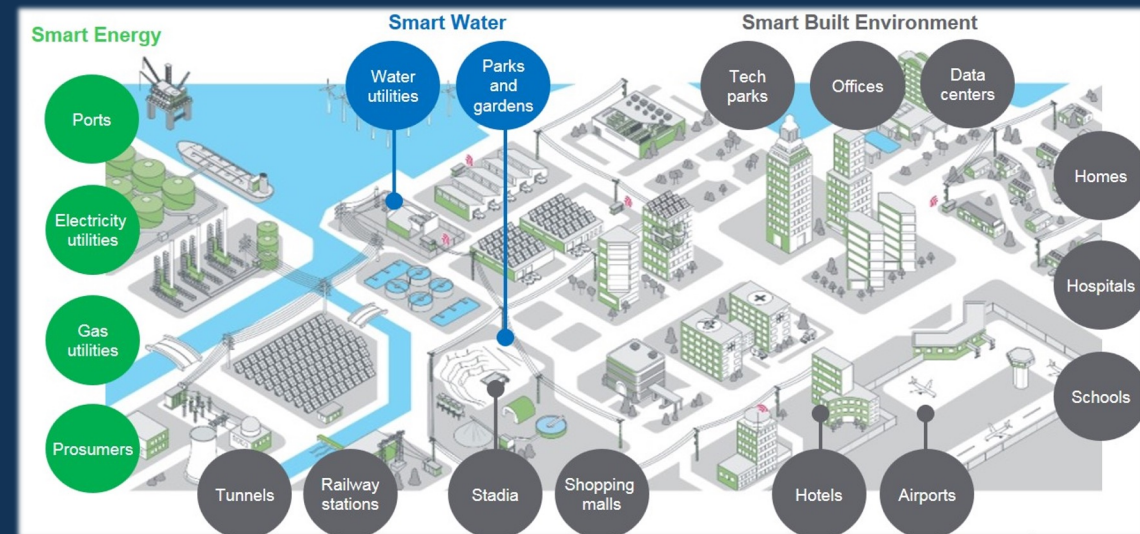 Smart Energy
Smart Water
Smart Built Environment
Ports
Electricity
utilities
Gas
utilities
Prosumers
Water
utilities
Parks
and
gardens
Tech
parks
Offices
Data
centers
Homes
Hospitals
Schools
Tunnels
Railway
stations
Stadia
Shopping
malls
Hotels
Airports